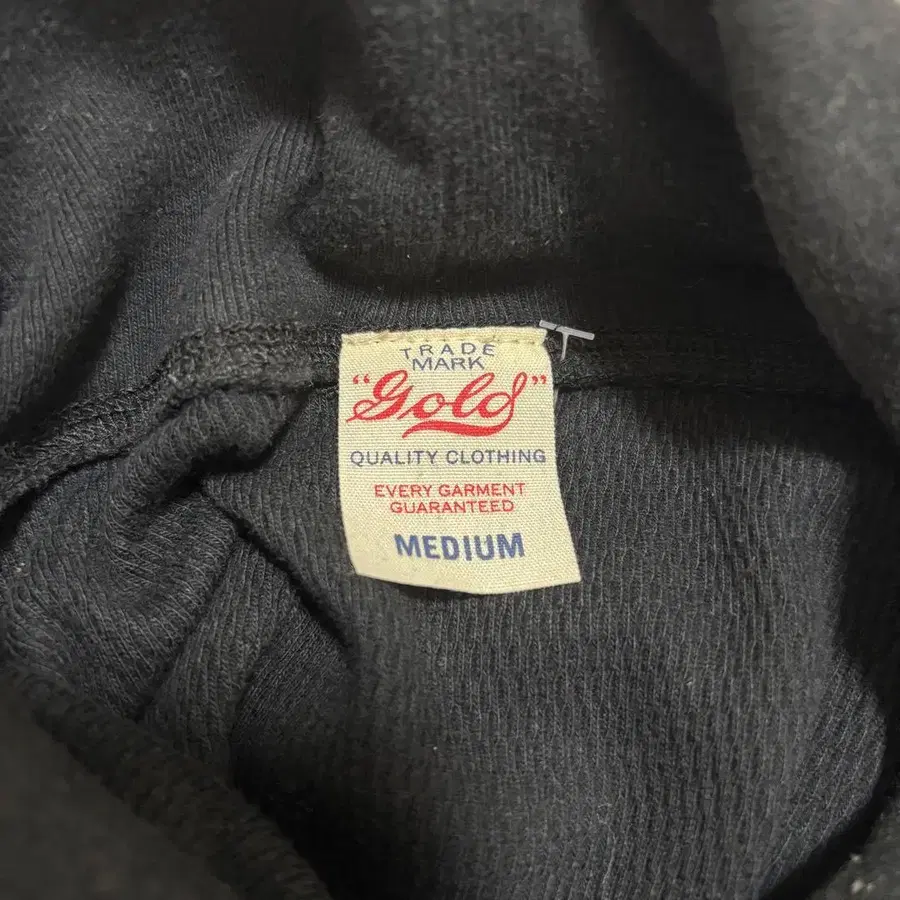 TRADE
MARK
"Gold"
QUALITY CLOTHING
EVERY GARMENT
GUARANTEED
MEDIUM